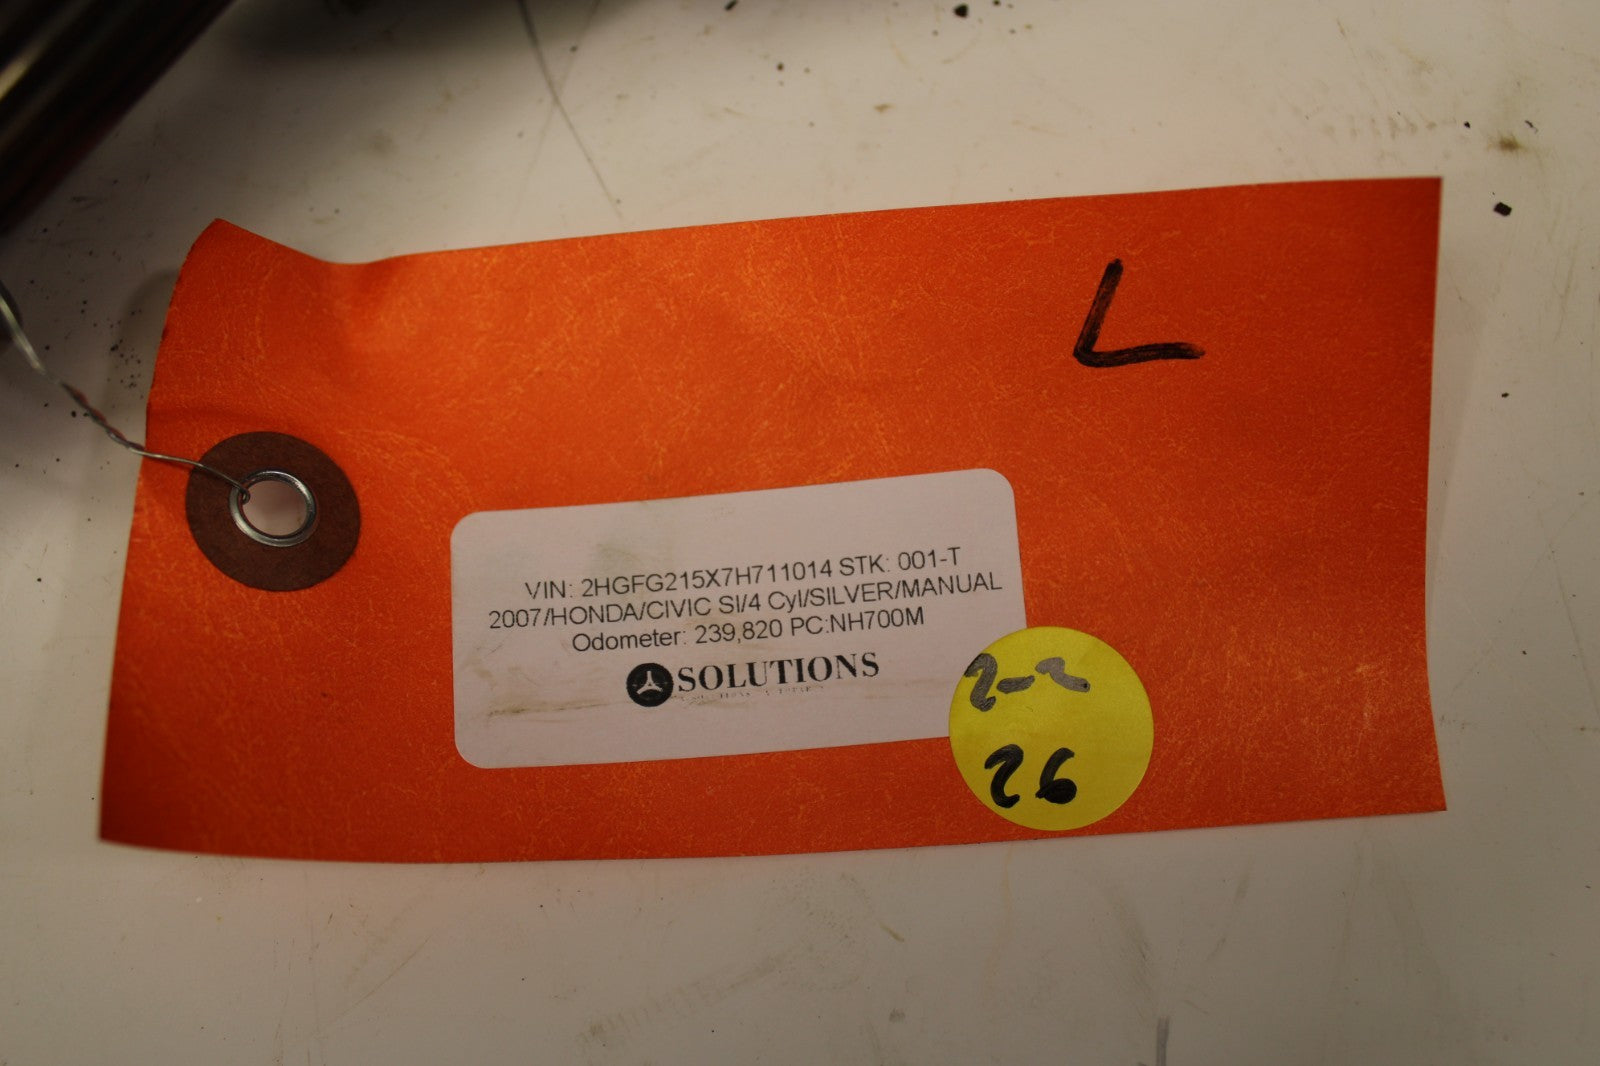 L
VIN: 2HGFG215X7H711014 STK: 001-T
2007/HONDA/CIVIC SI/4 Cyl/SILVER/MANUAL
Odometer: 239,820 PC:NH700M
SOLUTIONS
2-2
26